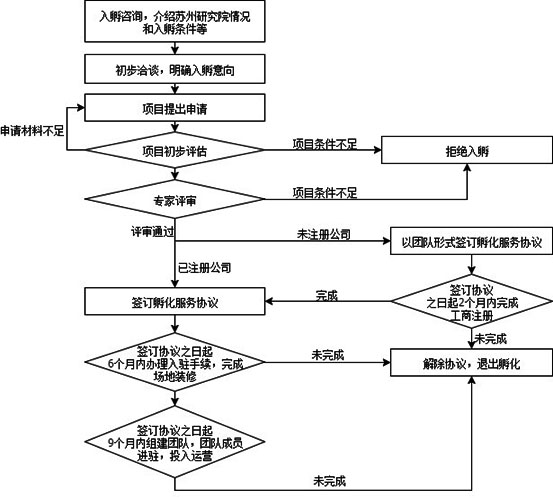 入孵咨询，介绍苏州研究院情况
和入孵条件等
初步洽谈，明确入孵意向
项目提出申请
申请材料不足
项目初步评估
项目条件不足
拒绝入孵
专家评审
项目条件不足
评审通过
未注册公司
以团队形式签订孵化服务协议
已注册公司
签订孵化服务协议
完成
签订协议
之日起2个月内完成
工商注册
未完成
签订协议之日起
6个月内办理入驻手续，完成
场地装修
未完成
解除协议，退出孵化
签订协议之日起
9个月内组建团队，团队成员
进驻，投入运营
未完成